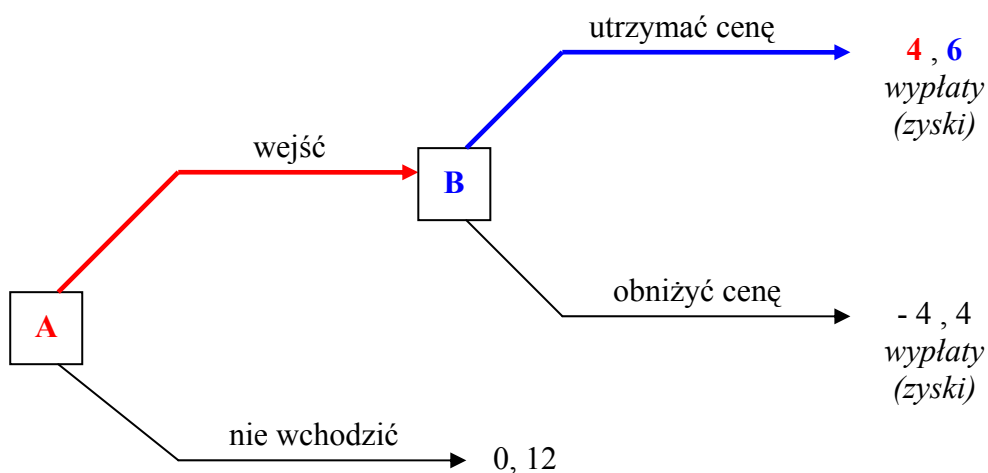 utrzymać cenę
4 , 6
wypłaty
(zyski)
wejść
B
obniżyć cenę
- 4 , 4
wypłaty
(zyski)
A
nie wchodzić
0, 12